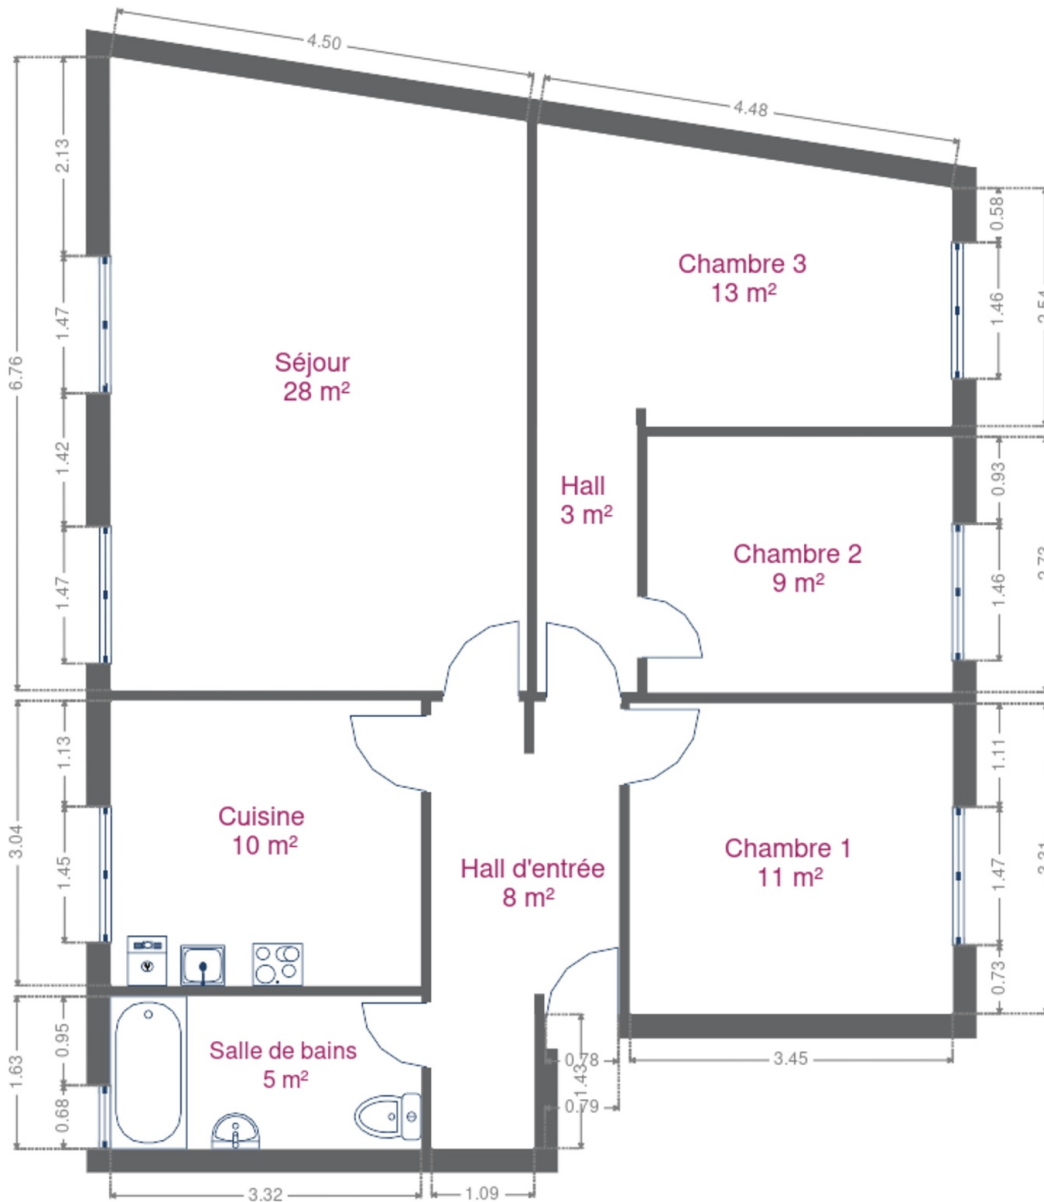 4.50
4.48
2.13
0.58
Chambre 3
13 m²
1.47
1.46
6.76
Séjour
28 m²
1.42
0.93
Hall
3 m²
Chambre 2
9 m²
1.47
1.46
1.13
1.11
Cuisine
10 m²
3.04
1.45
Hall d'entrée
8 m²
Chambre 1
11 m²
1.47
0.73
Salle de bains
5 m²
1.63
0.95
0.68
0.78
1.43
0.79
3.45
3.32
1.09